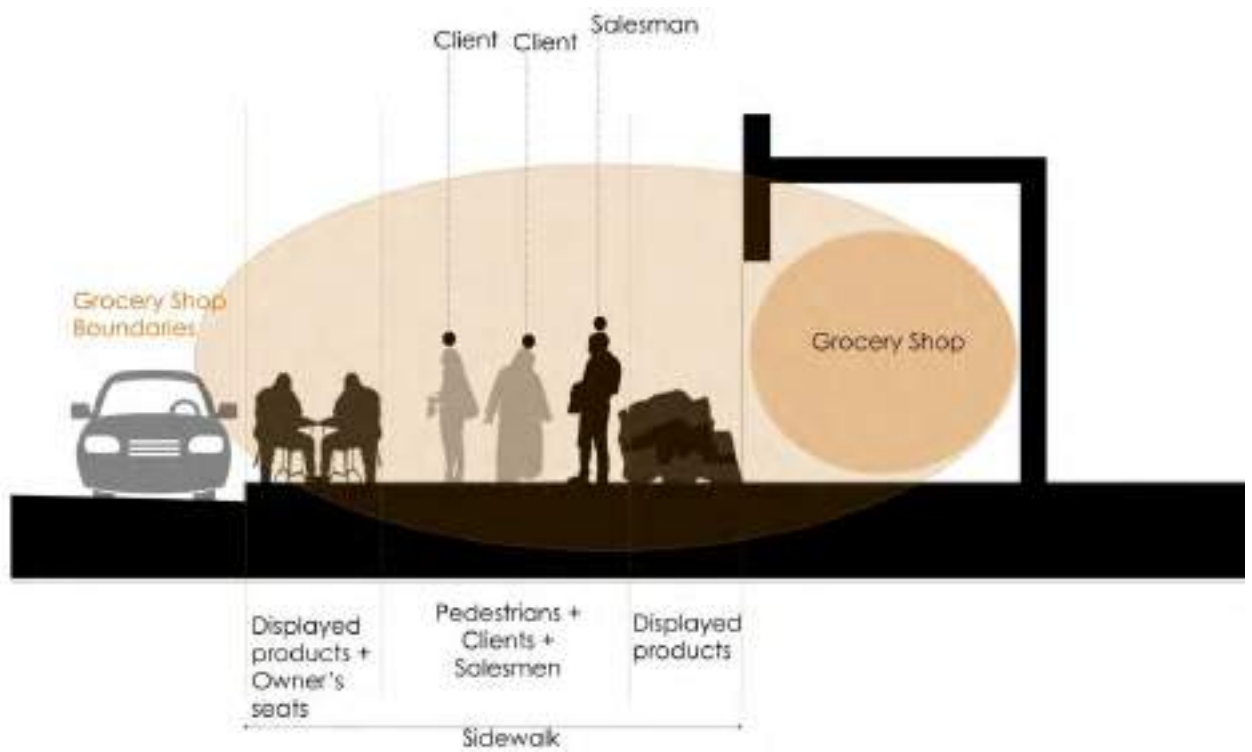 Salesman
Client
Client
Grocery Shop
Boundaries
Grocery Shop
Displayed
products +
Owner's
seats
Pedestrians +
Clients +
Salesmen
Displayed
products
Sidewalk